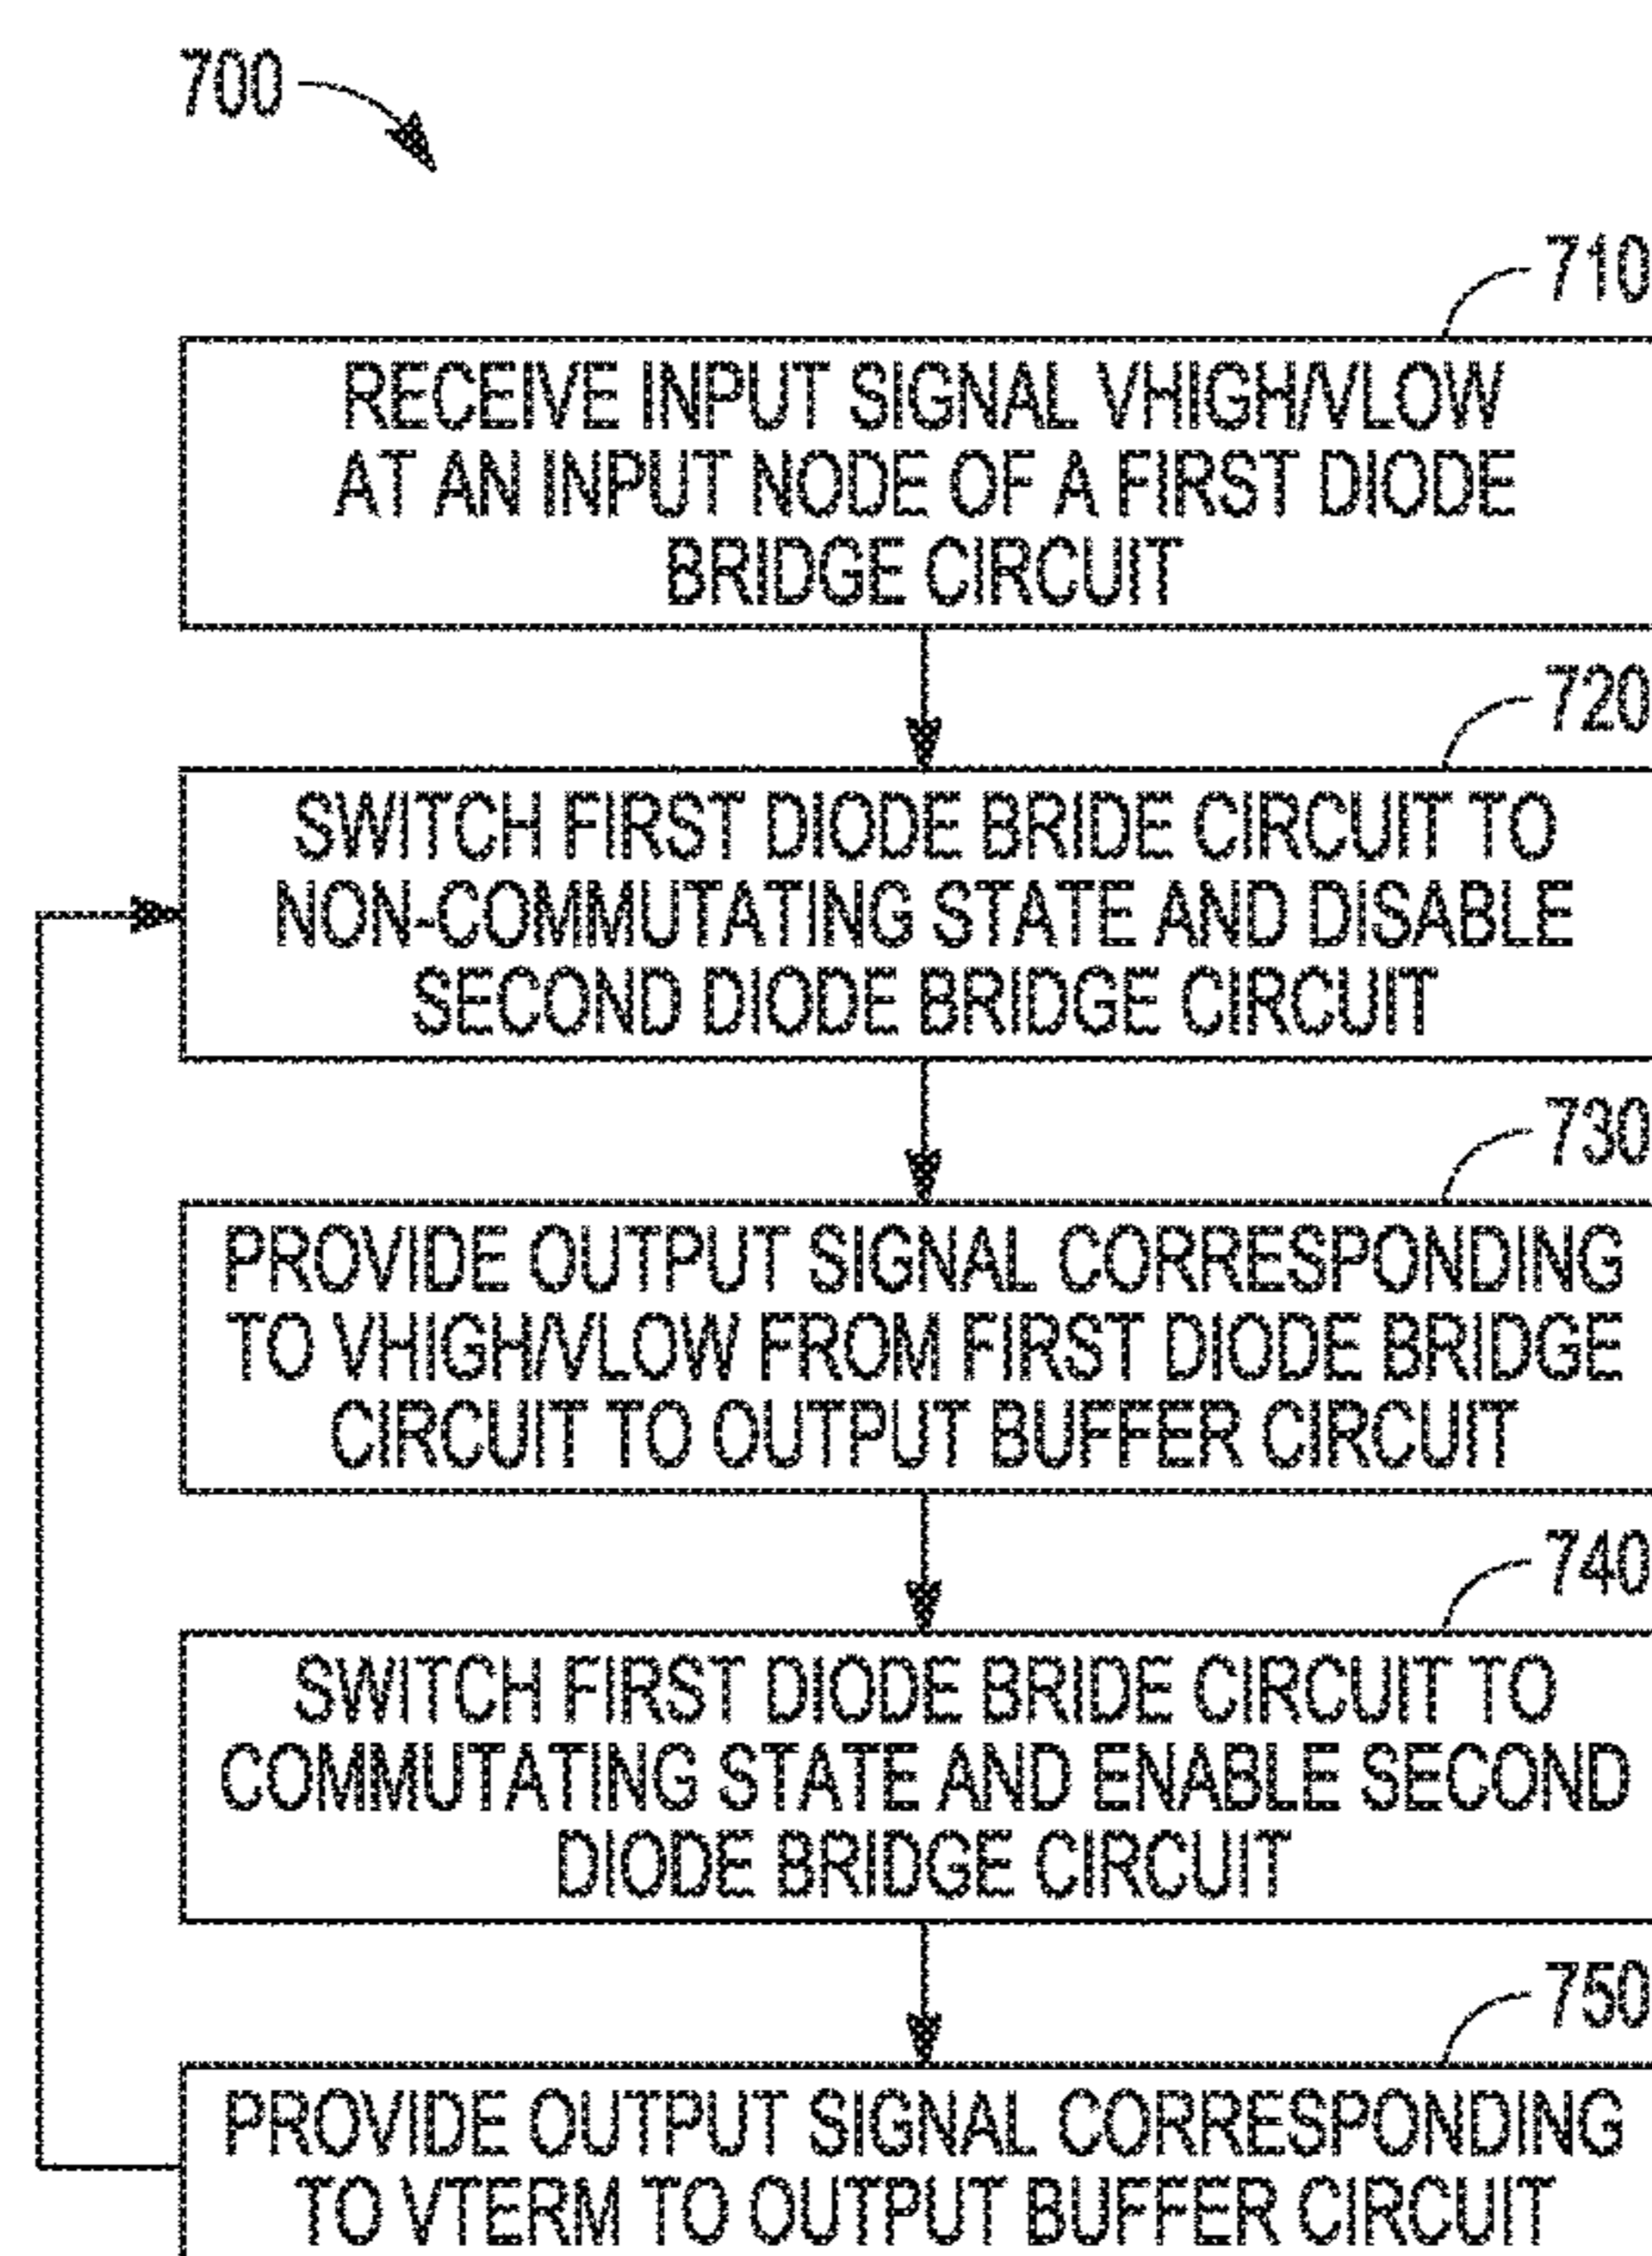 700
710
RECEIVE INPUT SIGNAL VHIGH/VLOW
AT AN INPUT NODE OF A FIRST DIODE
BRIDGE CIRCUIT
720
SWITCH FIRST DIODE BRIDE CIRCUIT TO
NON-COMMUTATING STATE AND DISABLE
SECOND DIODE BRIDGE CIRCUIT
730
PROVIDE OUTPUT SIGNAL CORRESPONDING
TO VHIGH/VLOW FROM FIRST DIODE BRIDGE
CIRCUIT TO OUTPUT BUFFER CIRCUIT
740
SWITCH FIRST DIODE BRIDE CIRCUIT TO
COMMUTATING STATE AND ENABLE SECOND
DIODE BRIDGE CIRCUIT
750
PROVIDE OUTPUT SIGNAL CORRESPONDING
TO VTERM TO OUTPUT BUFFER CIRCUIT